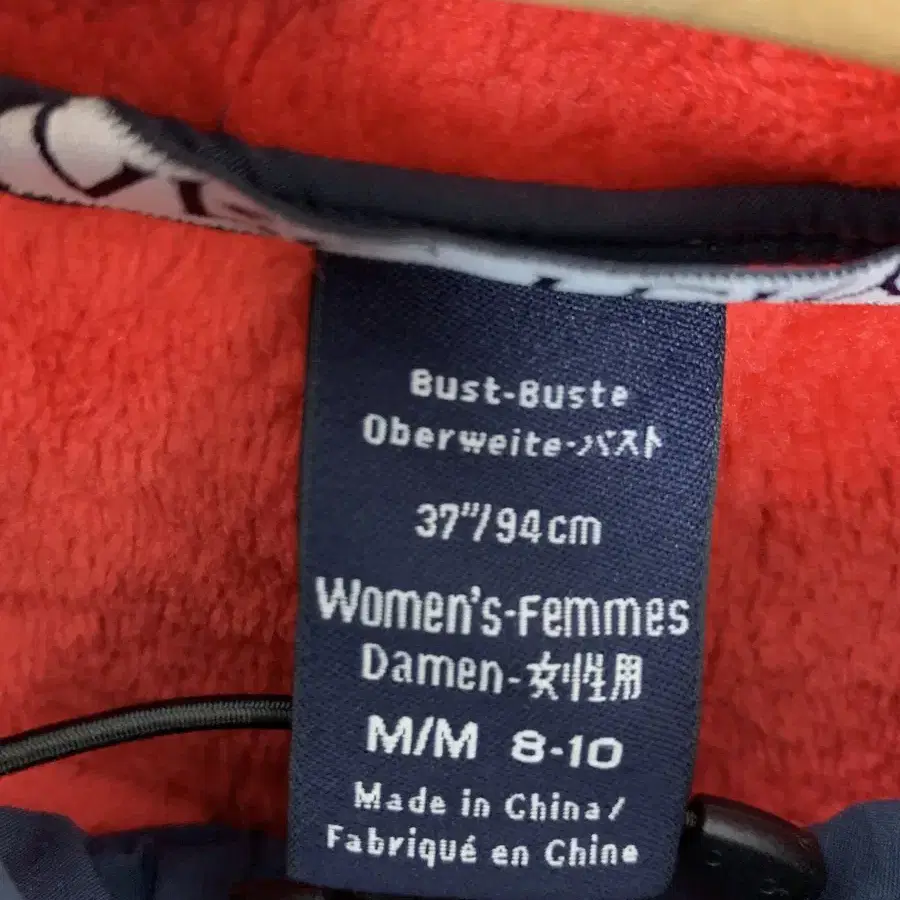 Bust-Buste
Oberweite-バスト
37"/94cm
Women's-Femmes
Damen-女性用
M/M 8-10
Made in China/
Fabriqué en Chine